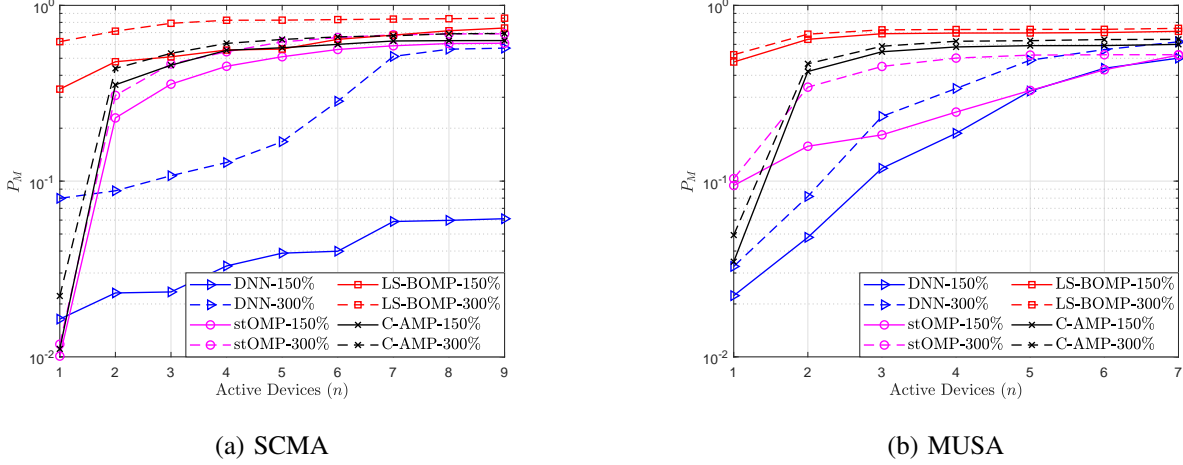 10^0
10^-1
10^-2
P_M
DNN-150%
DNN-300%
stOMP-150%
stOMP-300%
LS-BOMP-150%
LS-BOMP-300%
C-AMP-150%
C-AMP-300%
1 2 3 4 5 6 7 8 9
Active Devices (n)
(a) SCMA
10^0
10^-1
10^-2
P_M
DNN-150%
DNN-300%
stOMP-150%
stOMP-300%
LS-BOMP-150%
LS-BOMP-300%
C-AMP-150%
C-AMP-300%
1 2 3 4 5 6 7
Active Devices (n)
(b) MUSA